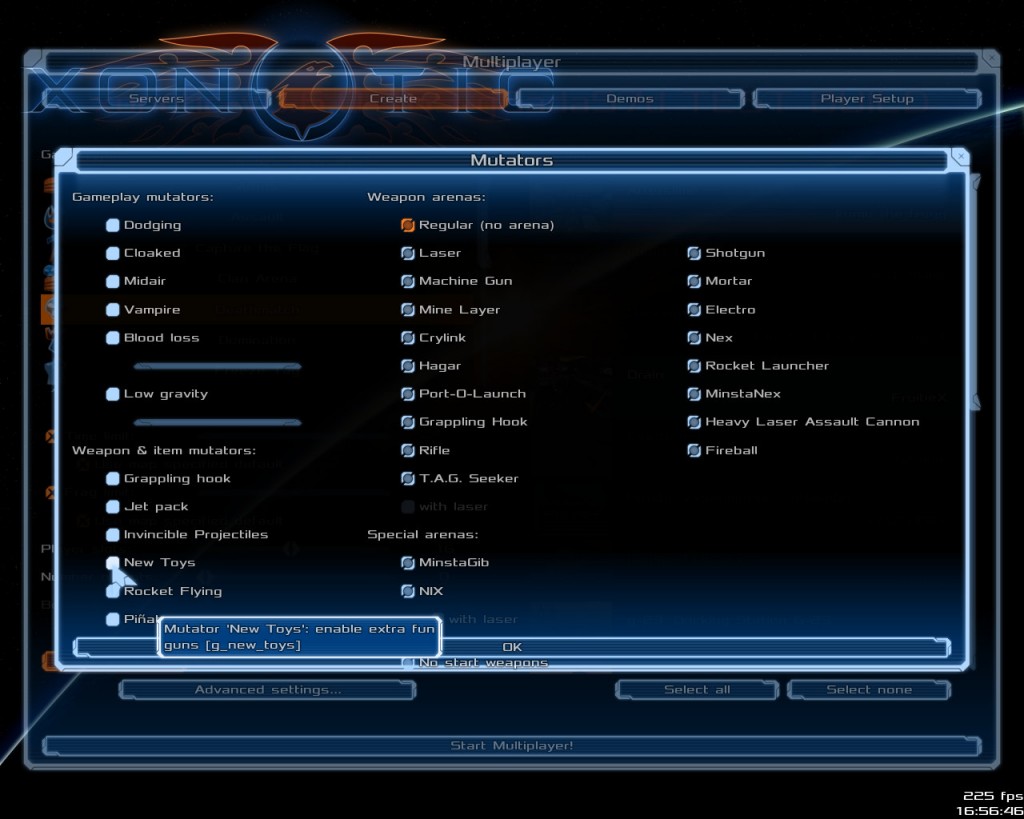 XONOTIC
Multiplayer
Servers
Create
Demos
Player Setup
Mutators
Gameplay mutators:
Dodging
Cloaked
Midair
Vampire
Blood loss
Low gravity
Weapon & item mutators:
Grappling hook
Jet pack
Invincible Projectiles
New Toys
Rocket Flying
Mutator 'New Toys': enable extra fun
guns [g_new_toys]
Weapon arenas:
Regular (no arena)
Laser
Shotgun
Machine Gun
Mortar
Mine Layer
Electro
Crylink
Nex
Hagar
Rocket Launcher
Port-O-Launch
MinstaNex
Grappling Hook
Heavy Laser Assault Cannon
Rifle
Fireball
T.A.G. Seeker
with laser
Special arenas:
MinstaGib
NIX
with laser
OK
No start weapons
Advanced settings...
Select all
Select none
Start Multiplayer!
225 fps
16:56:46